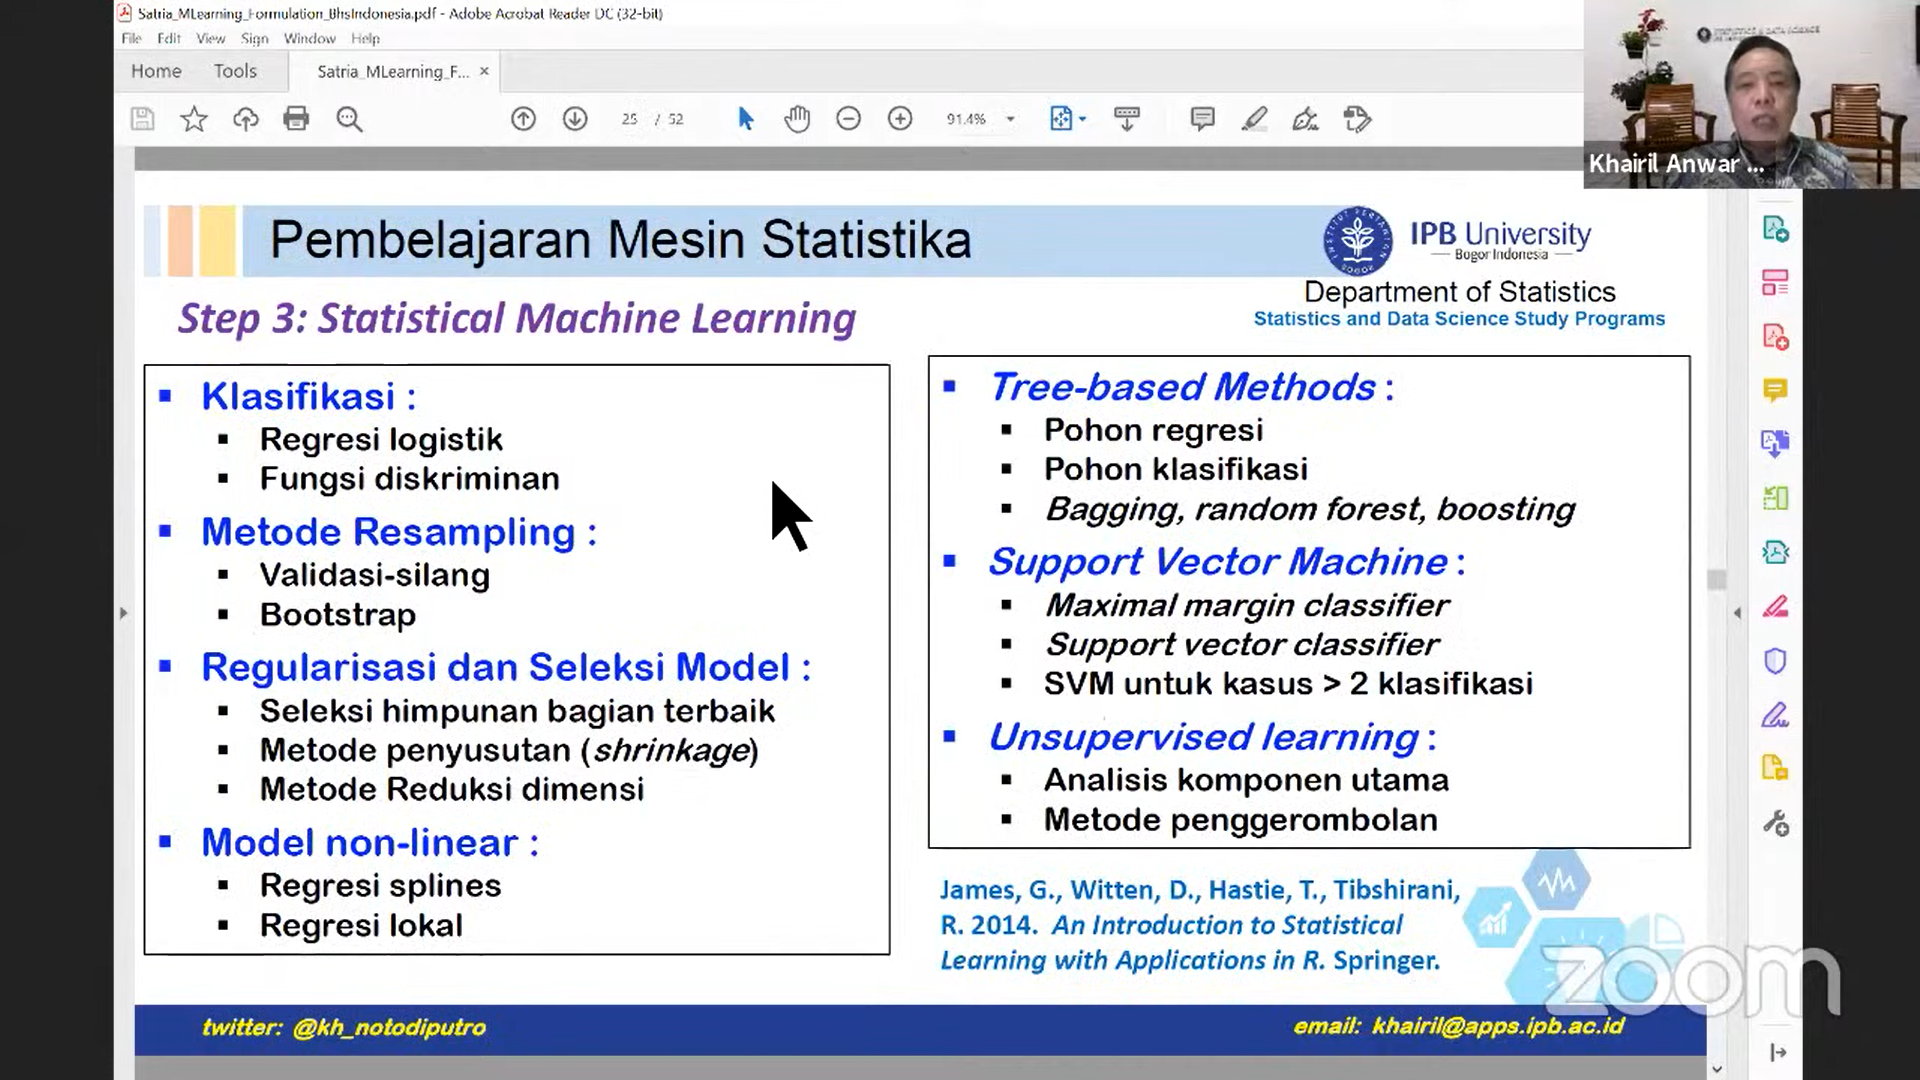 Satria_MLearning_Formulation_BhsIndonesia.pdf - Adobe Acrobat Reader DC (32-bit)
File Edit View Sign Window Help
Home Tools Satria_MLearning_F... ×
25 / 52 91.4%
Khairil Anwar ...
Pembelajaran Mesin Statistika
IPB University
Bogor Indonesia
Department of Statistics
Statistics and Data Science Study Programs
Step 3: Statistical Machine Learning
▪ Klasifikasi :
▪ Regresi logistik
▪ Fungsi diskriminan
▪ Metode Resampling :
▪ Validasi-silang
▪ Bootstrap
▪ Regularisasi dan Seleksi Model :
▪ Seleksi himpunan bagian terbaik
▪ Metode penyusutan (shrinkage)
▪ Metode Reduksi dimensi
▪ Model non-linear :
▪ Regresi splines
▪ Regresi lokal
▪ Tree-based Methods :
▪ Pohon regresi
▪ Pohon klasifikasi
▪ Bagging, random forest, boosting
▪ Support Vector Machine :
▪ Maximal margin classifier
▪ Support vector classifier
▪ SVM untuk kasus > 2 klasifikasi
▪ Unsupervised learning :
▪ Analisis komponen utama
▪ Metode penggerombolan
James, G., Witten, D., Hastie, T., Tibshirani,
R. 2014. An Introduction to Statistical
Learning with Applications in R. Springer.
zoom
twitter: @kh_notodiputro
email: khairil@apps.ipb.ac.id